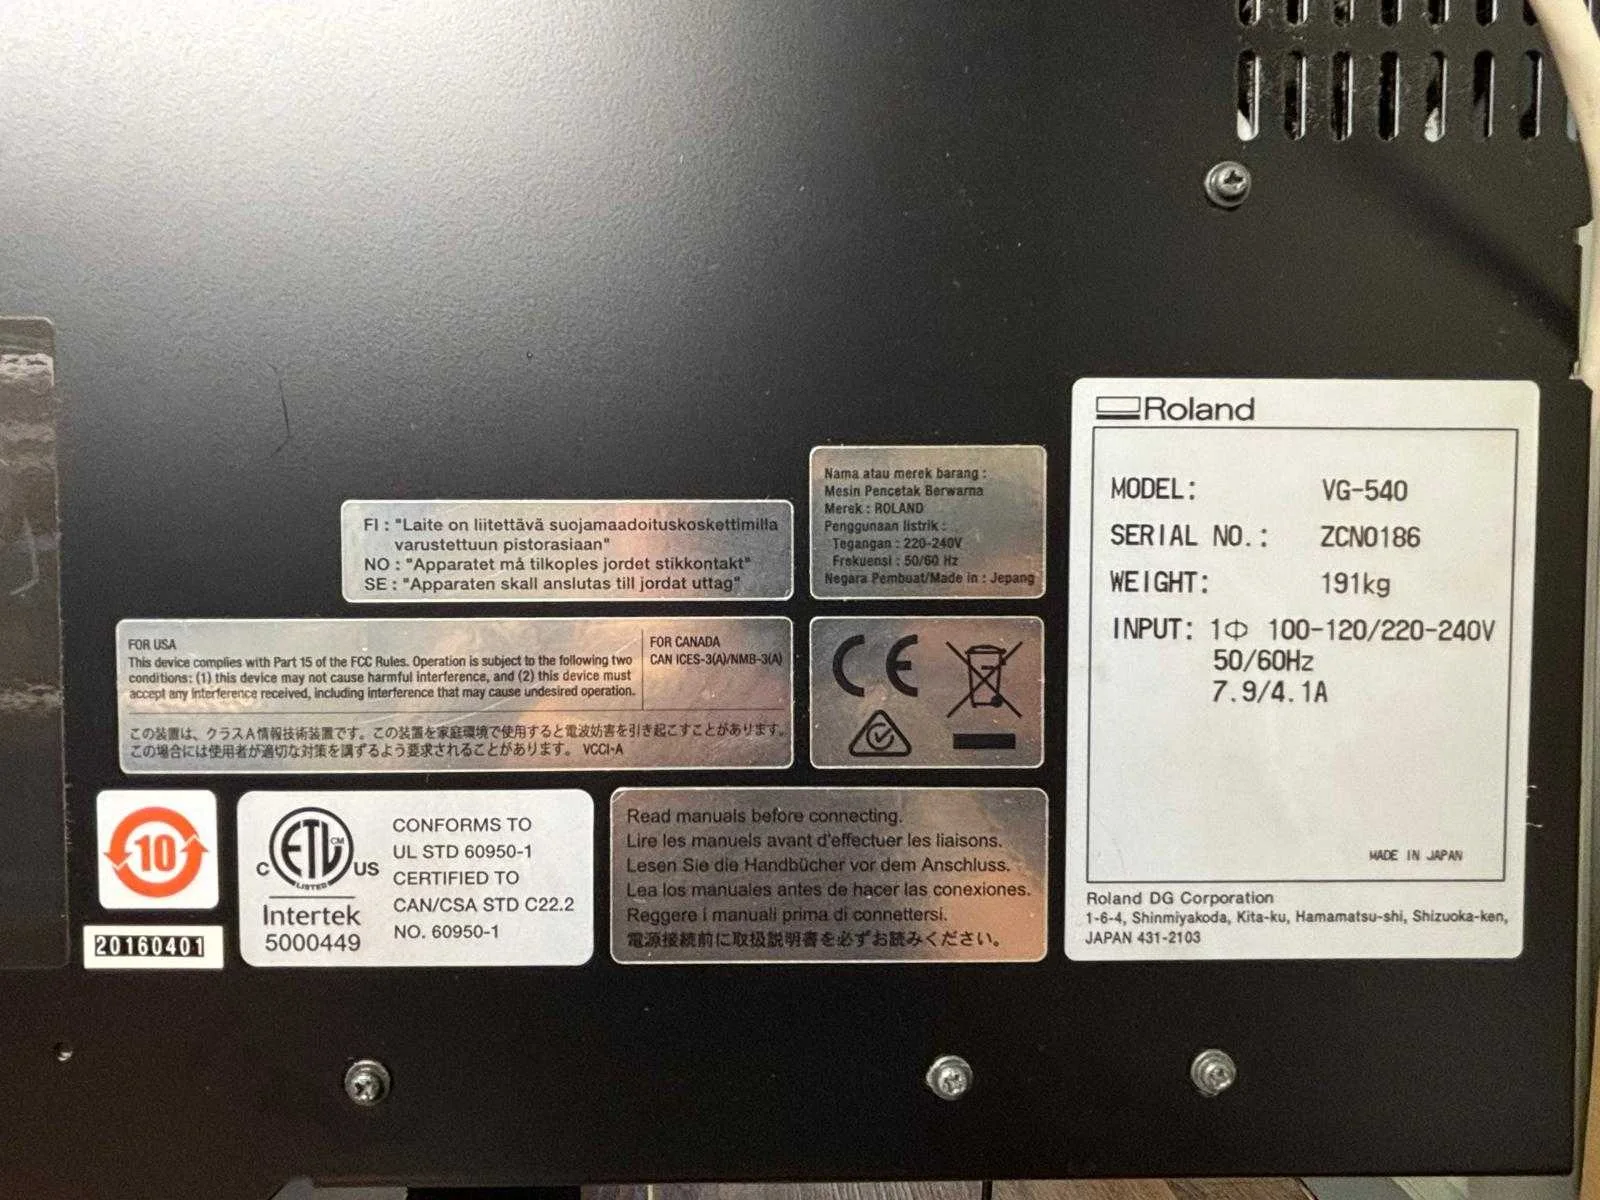 FI : "Laite on liitettävä suojamaadoituskoskettimilla
varustettuun pistorasiaan"
NO : "Apparatet må tilkoples jordet stikkontakt"
SE : "Apparaten skall anslutas till jordat uttag"
Nama atau merek barang :
Mesin Pencetak Berwarna
Merek : ROLAND
Penggunaan listrik :
Tegangan : 220-240V
Frekuensi : 50/60 Hz
Negara Pembuat/Made in : Jepang
FOR USA
This device complies with Part 15 of the FCC Rules. Operation is subject to the following two
conditions: (1) this device may not cause harmful interference, and (2) this device must
accept any interference received, including interference that may cause undesired operation.
FOR CANADA
CAN ICES-3(A)/NMB-3(A)
この装置は、クラスA情報技術装置です。この装置を家庭環境で使用すると電波妨害を引き起こすことがあります。
この場合には使用者が適切な対策を講ずるよう要求されることがあります。 VCCI-A
CE
10
20160401
C ETL CM US
LISTED
Intertek
5000449
CONFORMS TO
UL STD 60950-1
CERTIFIED TO
CAN/CSA STD C22.2
NO. 60950-1
Read manuals before connecting.
Lire les manuels avant d'effectuer les liaisons.
Lesen Sie die Handbücher vor dem Anschluss.
Lea los manuales antes de hacer las conexiones.
Reggere i manuali prima di connettersi.
電源接続前に取扱説明書を必ずお読みください。
Roland
MODEL: VG-540
SERIAL NO.: ZCN0186
WEIGHT: 191kg
INPUT: 1Φ 100-120/220-240V
50/60Hz
7.9/4.1A
MADE IN JAPAN
Roland DG Corporation
1-6-4, Shinmiyakoda, Kita-ku, Hamamatsu-shi, Shizuoka-ken,
JAPAN 431-2103